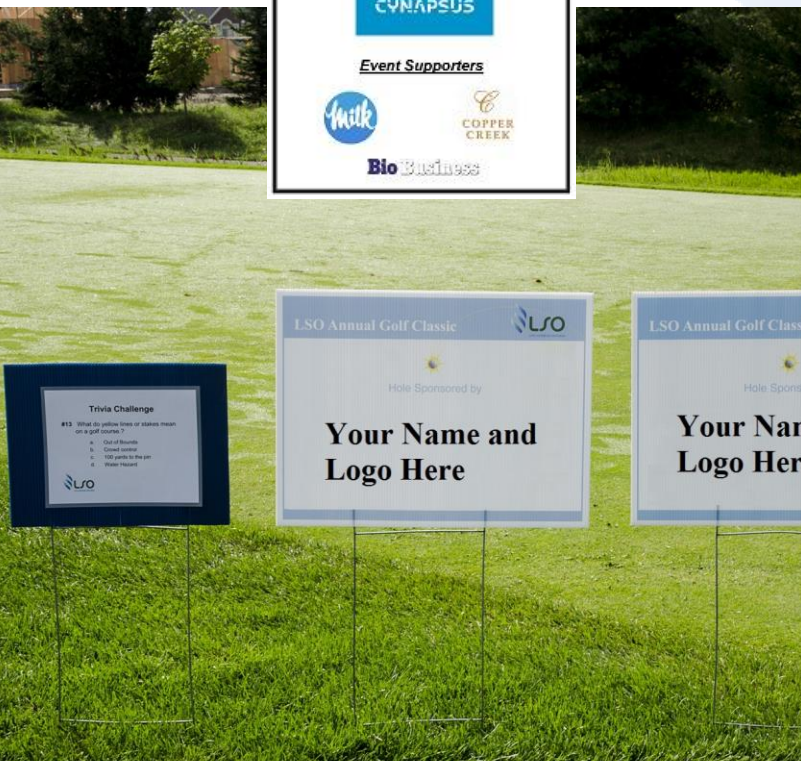 CYNAPSUS
Event Supporters
milk
COPPER
CREEK
BioBusiness
LSO Annual Golf Classic
LSO
Hole Sponsored by
Your Name and
Logo Here
LSO Annual Golf Class
Hole Spons
Your Nam
Logo Her
Trivia Challenge
#13 What do yellow lines or stakes mean
on a golf course?
a. Out of Bounds
b. Crowd control
c. 100 yards to the pin
d. Water Hazard
LSO